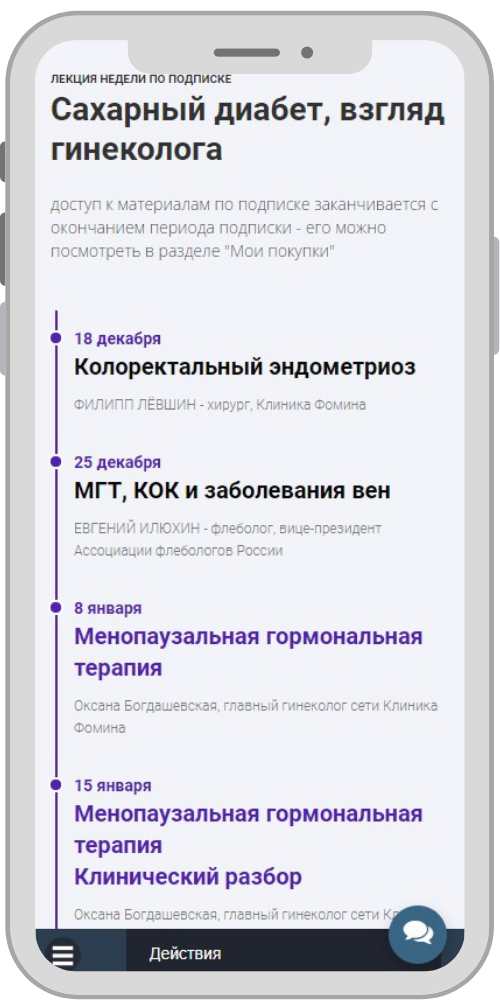 ЛЕКЦИЯ НЕДЕЛИ ПО ПОДПИСКЕ
Сахарный диабет, взгляд
гинеколога
доступ к материалам по подписке заканчивается с
окончанием периода подписки - его можно
посмотреть в разделе "Мои покупки"
18 декабря
Колоректальный эндометриоз
ФИЛИПП ЛЁВШИН - хирург, Клиника Фомина
25 декабря
МГТ, КОК и заболевания вен
ЕВГЕНИЙ ИЛЮХИН - флеболог, вице-президент
Ассоциации флебологов России
8 января
Менопаузальная гормональная
терапия
Оксана Богдашевская, главный гинеколог сети Клиника
Фомина
15 января
Менопаузальная гормональная
терапия
Клинический разбор
Оксана Богдашевская, главный гинеколог сети
Действия